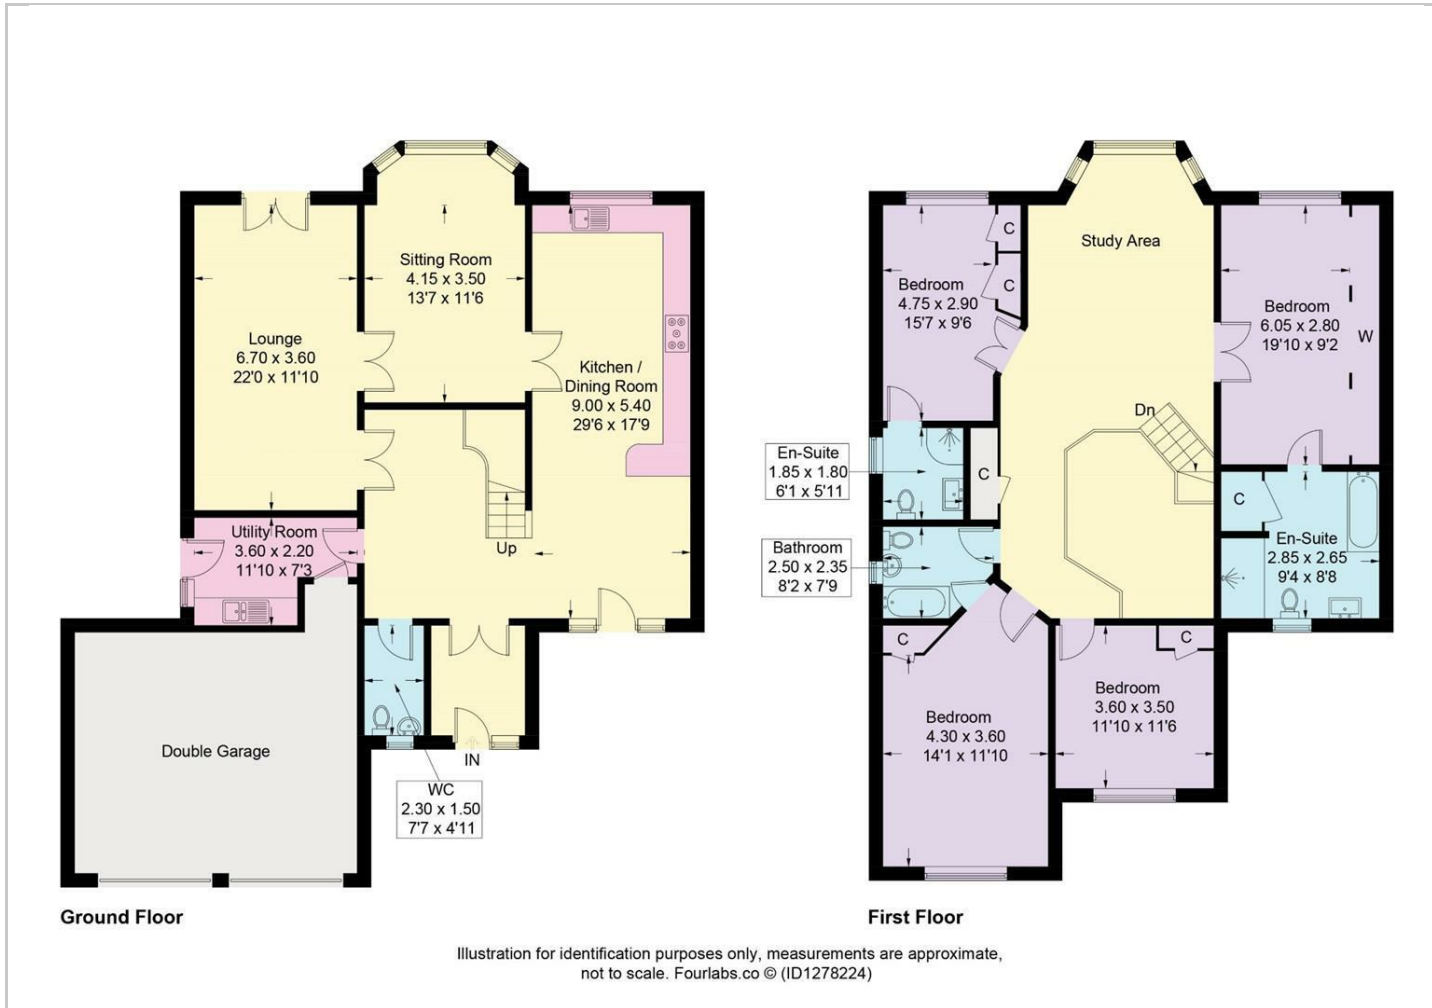 Sitting Room
4.15 x 3.50
13'7 x 11'6
Lounge
6.70 x 3.60
22'0 x 11'10
Kitchen /
Dining Room
9.00 x 5.40
29'6 x 17'9
Utility Room
3.60 x 2.20
11'10 x 7'3
Up
Double Garage
IN
WC
2.30 x 1.50
7'7 x 4'11
Ground Floor
Study Area
C
C
Bedroom
4.75 x 2.90
15'7 x 9'6
Bedroom
6.05 x 2.80
19'10 x 9'2
W
Dn
En-Suite
1.85 x 1.80
6'1 x 5'11
C
C
En-Suite
2.85 x 2.65
9'4 x 8'8
Bathroom
2.50 x 2.35
8'2 x 7'9
C
C
Bedroom
4.30 x 3.60
14'1 x 11'10
Bedroom
3.60 x 3.50
11'10 x 11'6
First Floor
Illustration for identification purposes only, measurements are approximate,
not to scale. Fourlabs.co © (ID1278224)